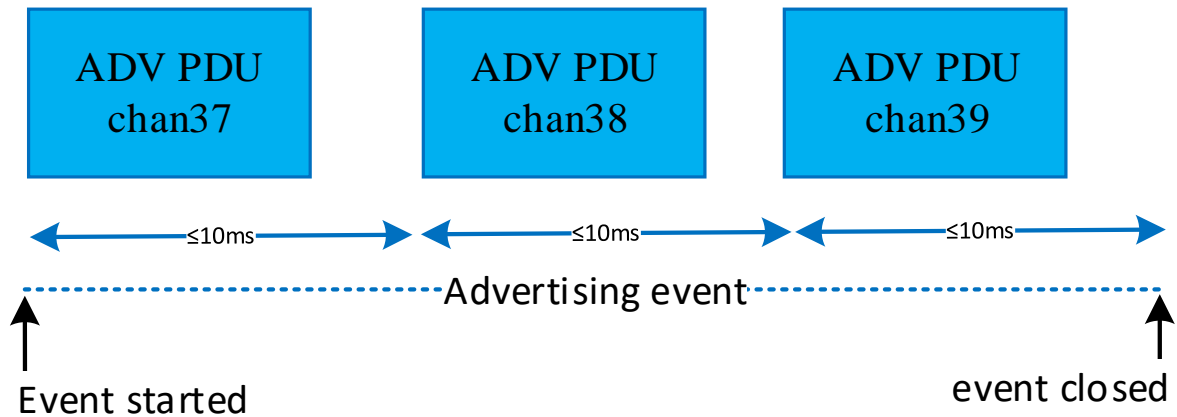 ADV PDU
chan37
ADV PDU
chan38
ADV PDU
chan39
≤10ms
≤10ms
≤10ms
Advertising event
Event started
event closed